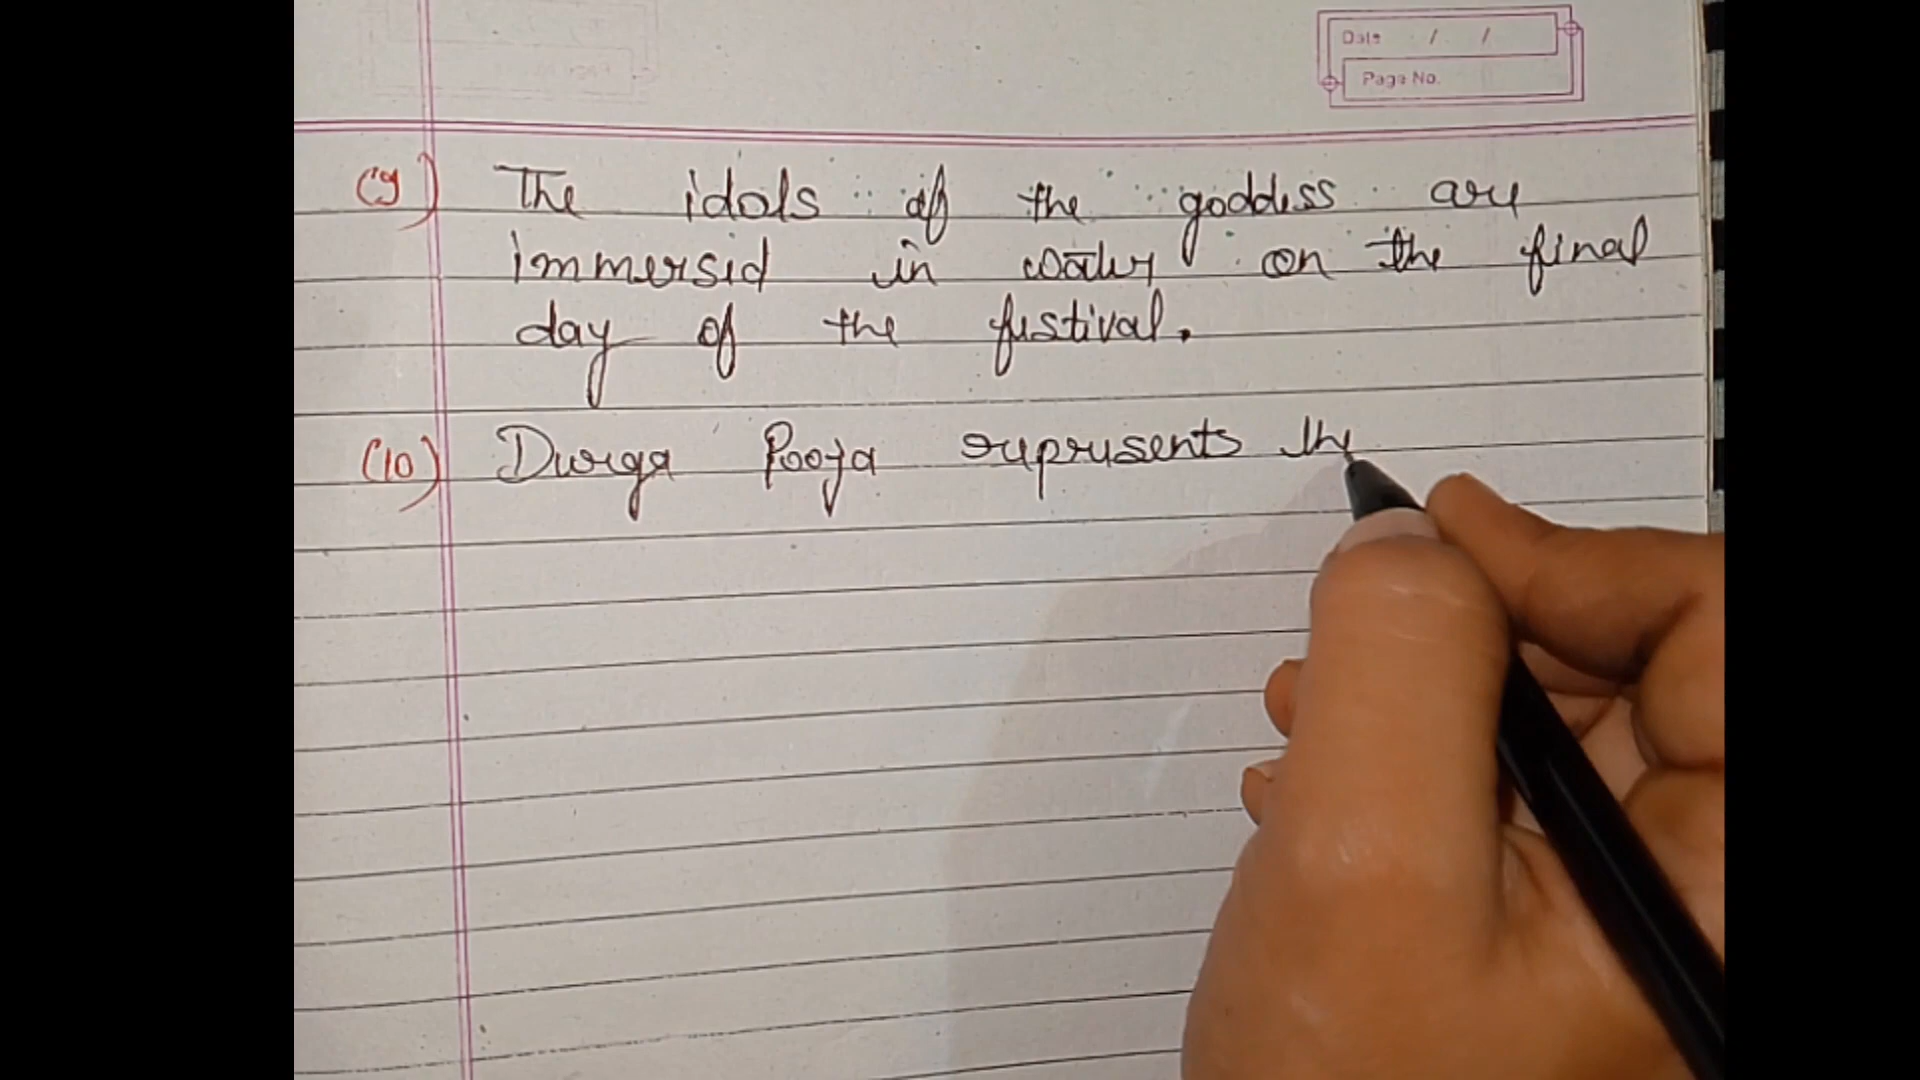 Date / /
Page No.
(9) The idols of the goddess are
immersed in water on the final
day of the festival.
(10) Durga Pooja represents the